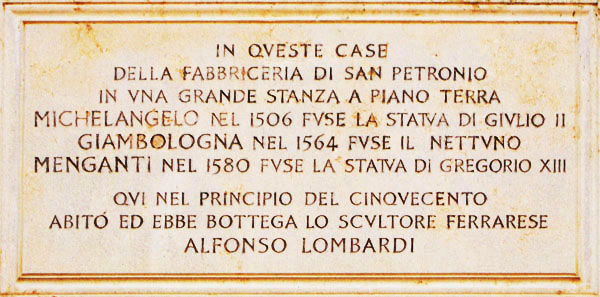 IN QVESTE CASE
DELLA FABBRICERIA DI SAN PETRONIO
IN VNA GRANDE STANZA A PIANO TERRA
MICHELANGELO NEL 1506 FVSE LA STATVA DI GIVLIO II
GIAMBOLOGNA NEL 1564 FVSE IL NETTVNO
MENGANTI NEL 1580 FVSE LA STATVA DI GREGORIO XIII
QVI NEL PRINCIPIO DEL CINQVECENTO
ABITÓ ED EBBE BOTTEGA LO SCVLTORE FERRARESE
ALFONSO LOMBARDI